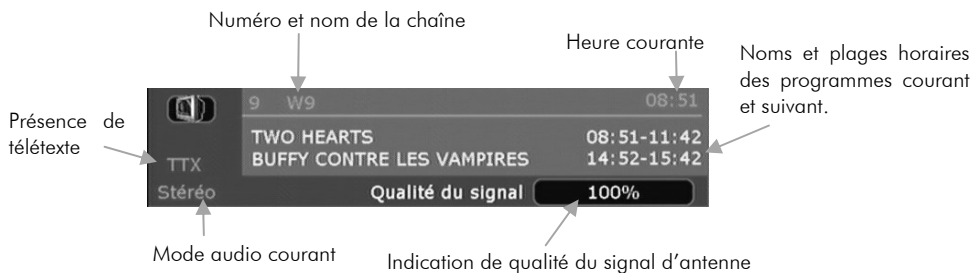 Numéro et nom de la chaîne
Heure courante
Noms et plages horaires
des programmes courant
et suivant.
Présence de
télétexte
9 W9 08:51
TWO HEARTS 08:51-11:42
BUFFY CONTRE LES VAMPIRES 14:52-15:42
TTX
Stéréo Qualité du signal 100%
Mode audio courant
Indication de qualité du signal d'antenne